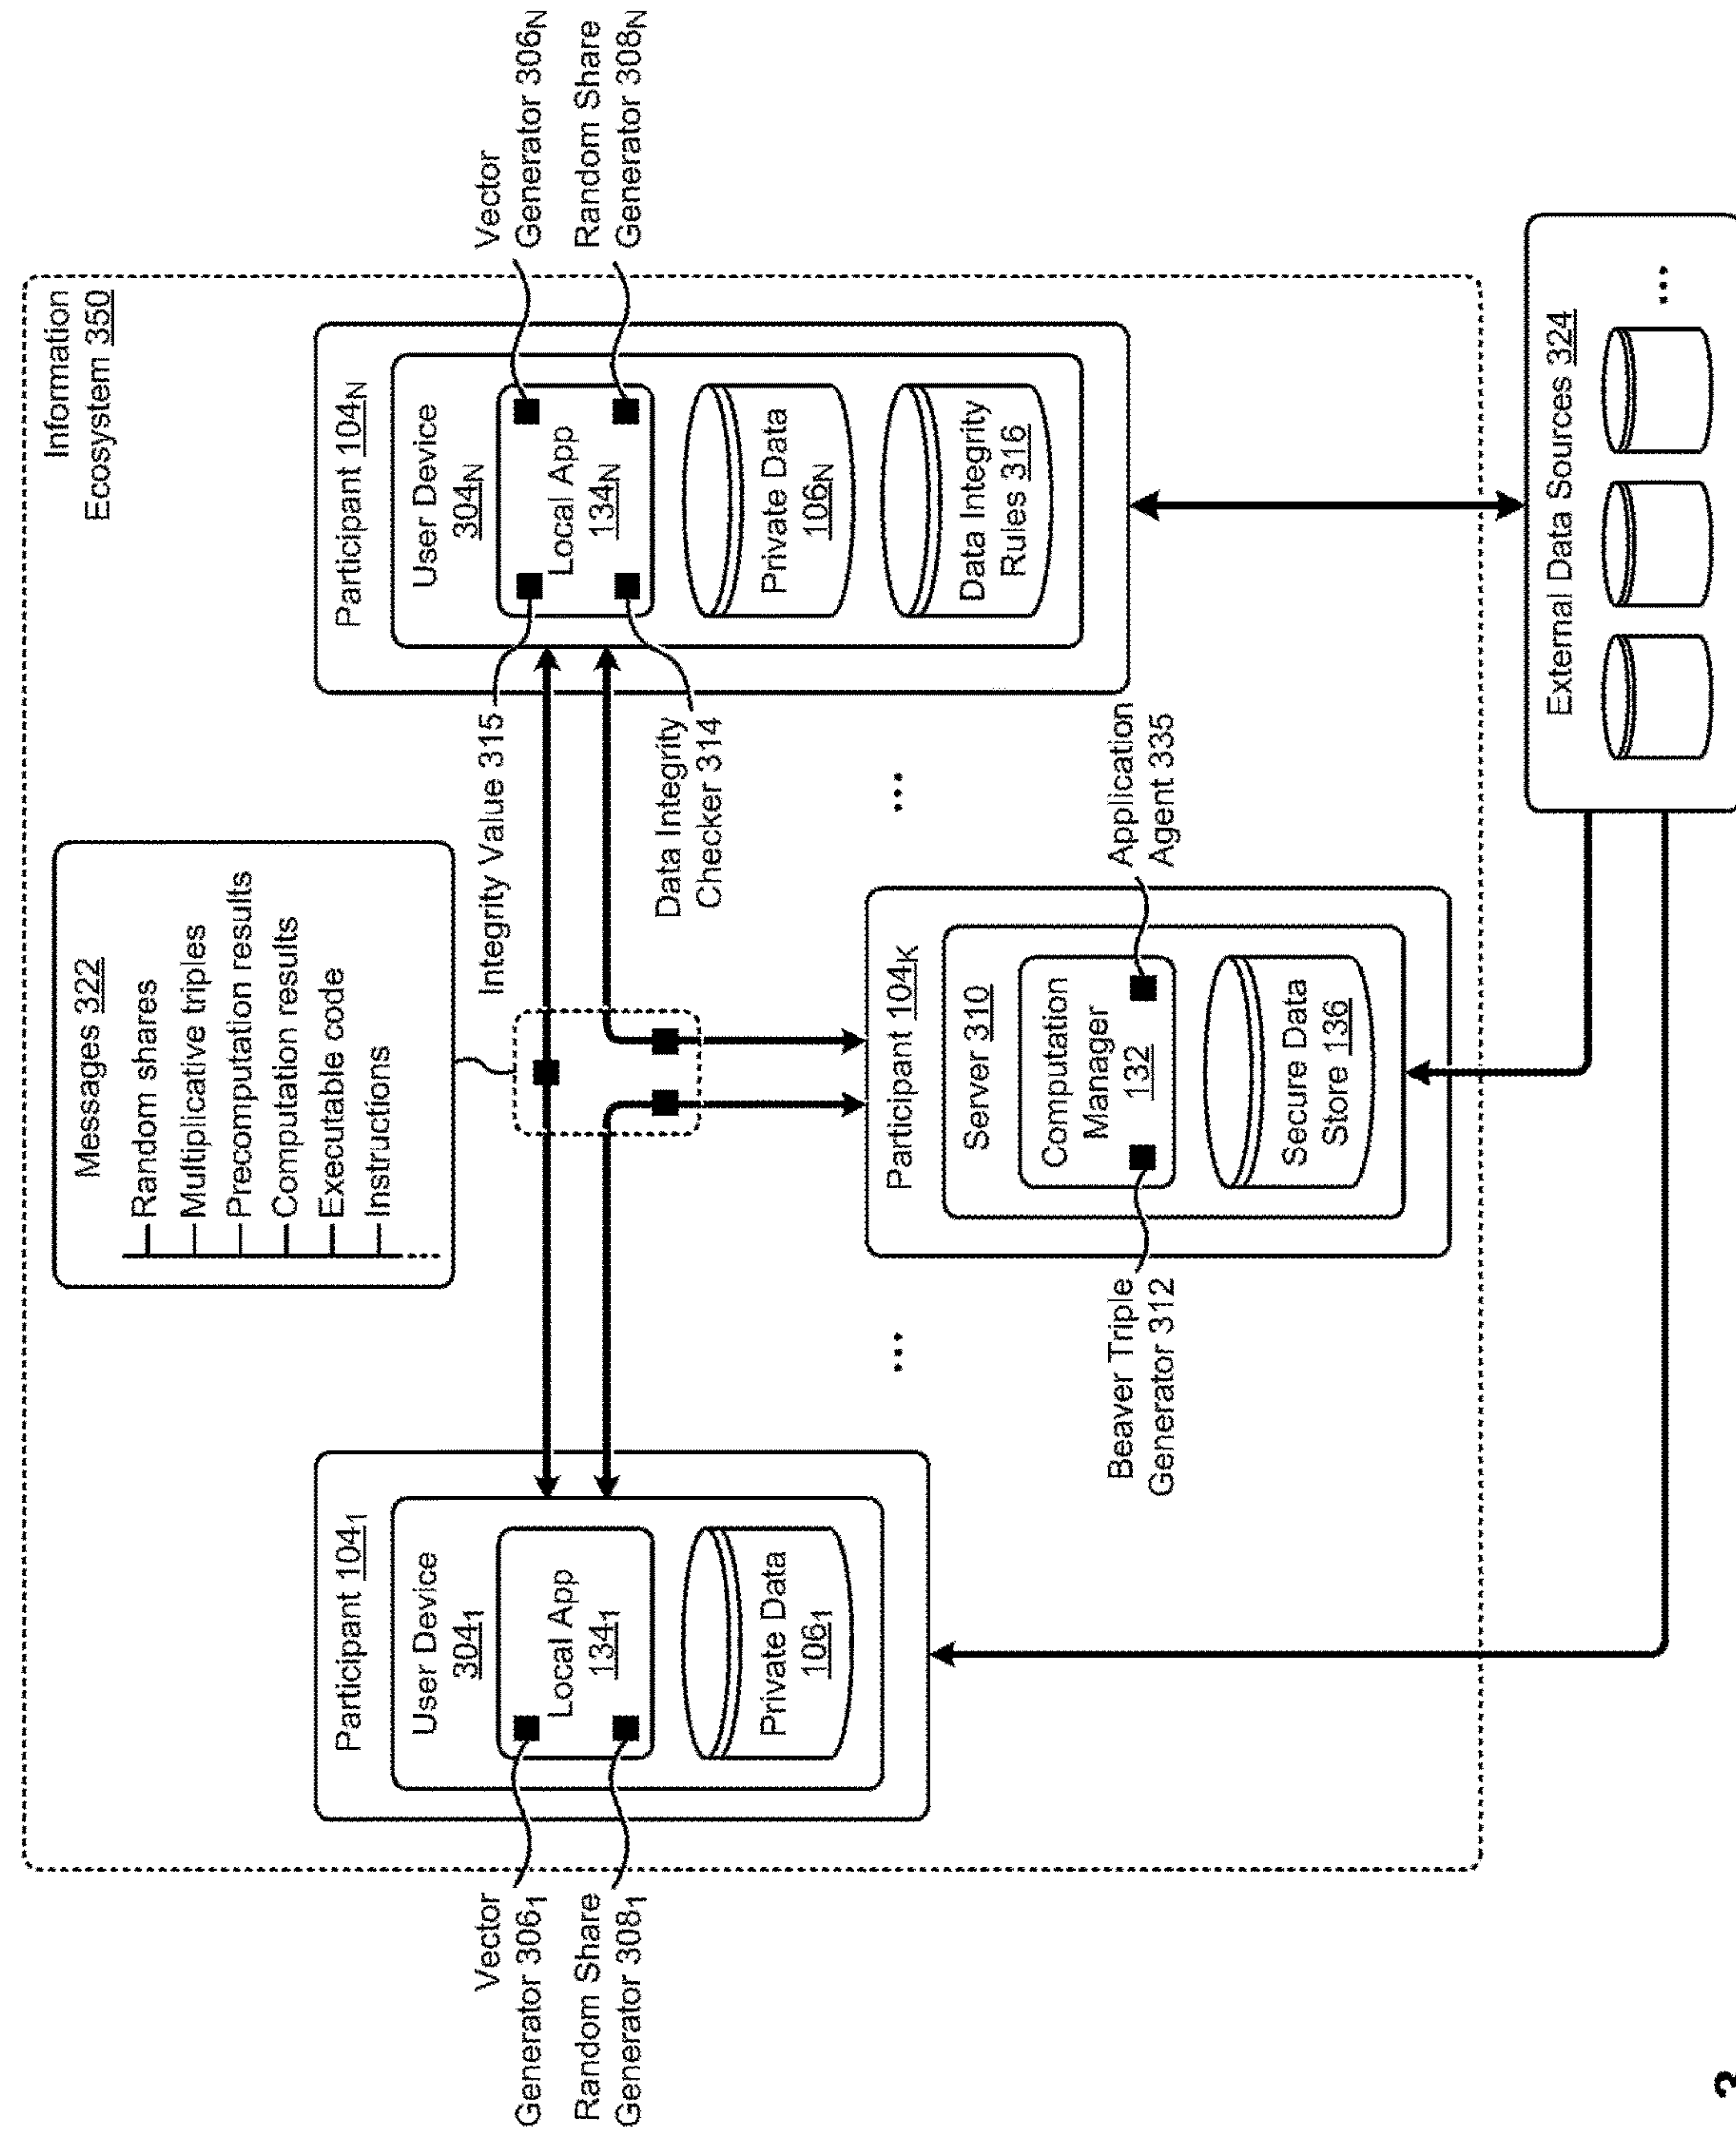 Information
Ecosystem 350
Messages 322
Random shares
Multiplicative triples
Precomputation results
Computation results
Executable code
Instructions
Vector
Generator 306₁
Random Share
Generator 308₁
Participant 104₁
User Device
304₁
Local App
134₁
Private Data
106₁
Integrity Value 315
Data Integrity
Checker 314
Participant 104N
User Device
304N
Local App
134N
Private Data
106N
Data Integrity
Rules 316
Vector
Generator 306N
Random Share
Generator 308N
...
...
Participant 104K
Server 310
Computation
Manager
132
Secure Data
Store 136
Beaver Triple
Generator 312
Application
Agent 335
External Data Sources 324
...